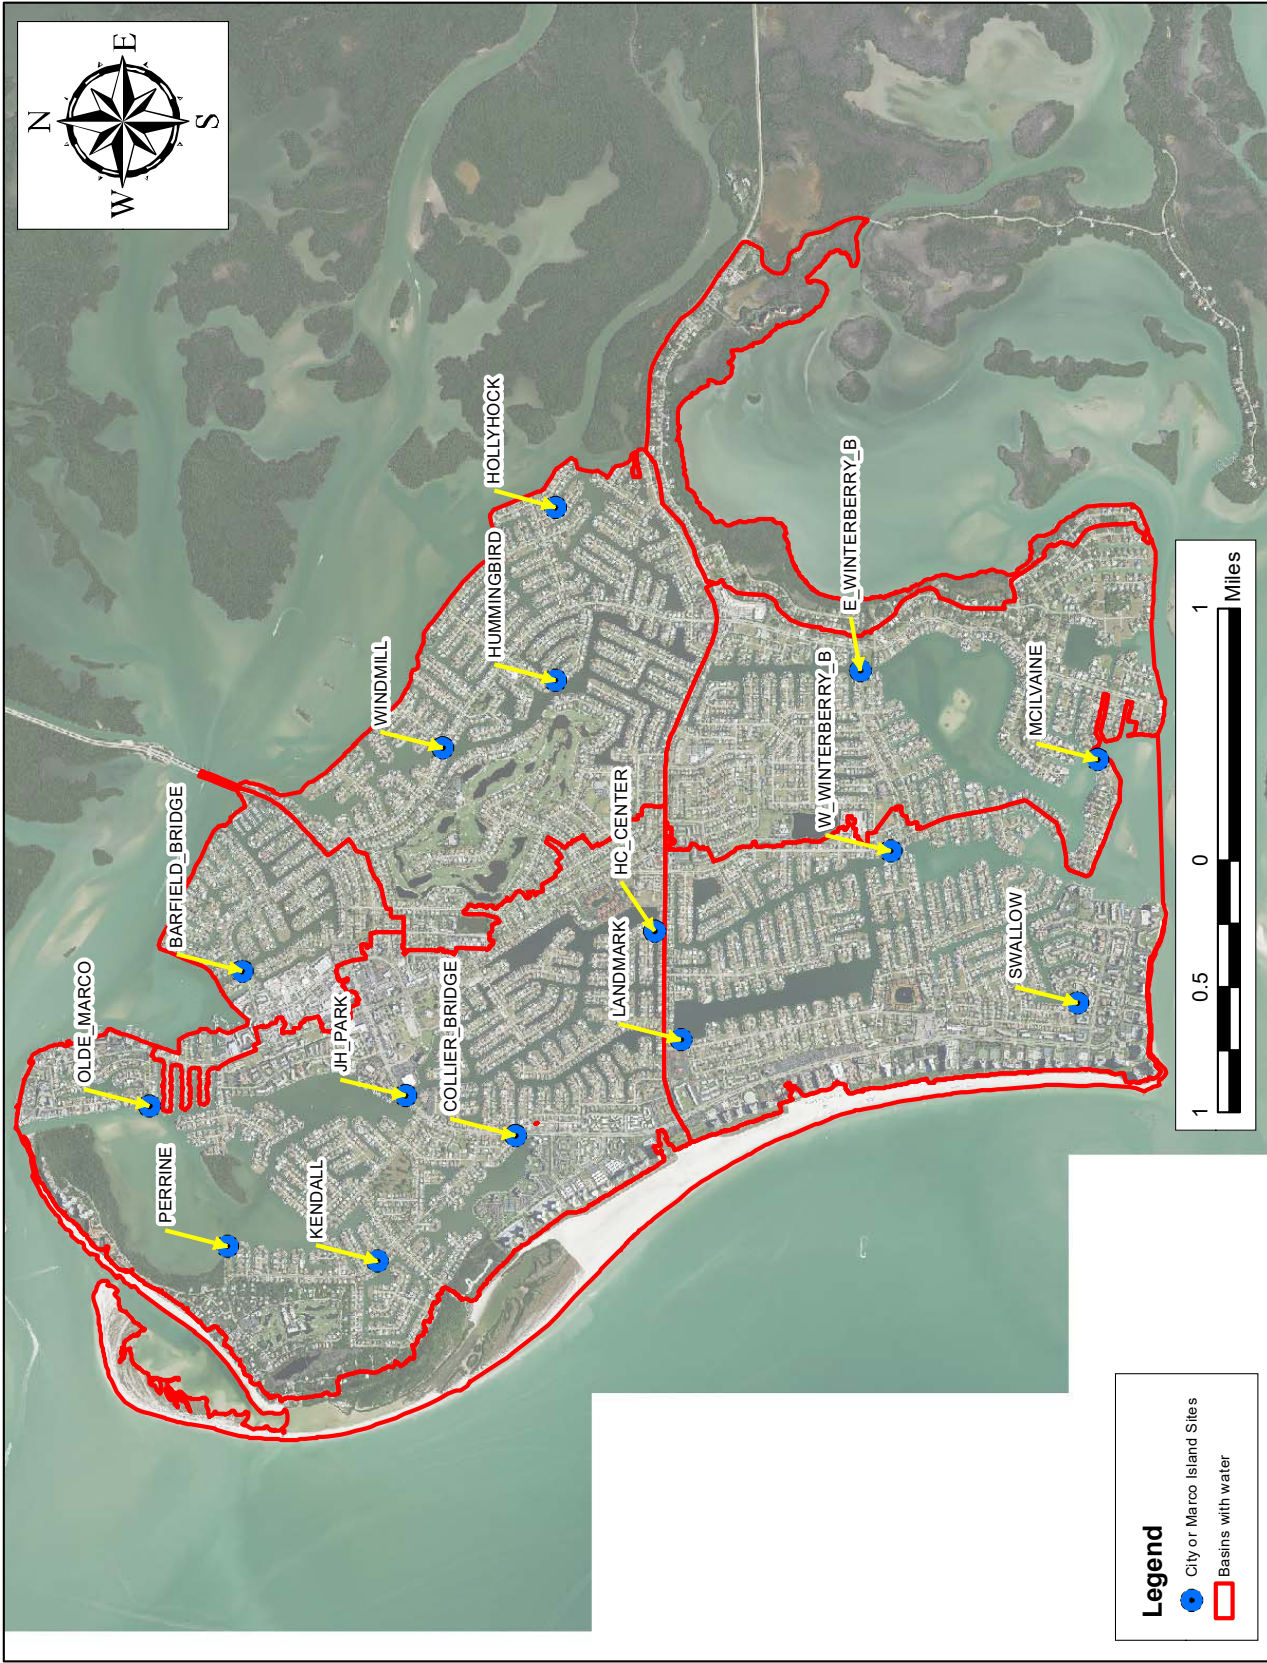 N
W
E
S
OLDE_MARCO
BARFIELD_BRIDGE
PERRINE
WINDMILL
HOLLYHOCK
HUMMINGBIRD
JH_PARK
KENDALL
COLLIER_BRIDGE
HC_CENTER
LANDMARK
W_WINTERBERRY_B
E_WINTERBERRY_B
SWALLOW
MCILVAINE
1 0.5 0 1
Miles
Legend
City or Marco Island Sites
Basins with water